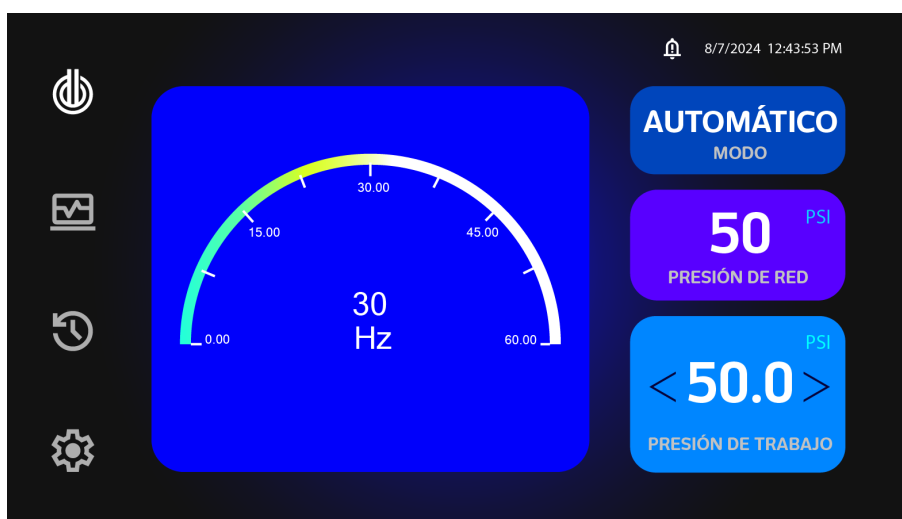 8/7/2024 12:43:53 PM
AUTOMÁTICO
MODO
30.00
15.00
45.00
30
Hz
0.00
60.00
50 PSI
PRESIÓN DE RED
PSI
< 50.0 >
PRESIÓN DE TRABAJO